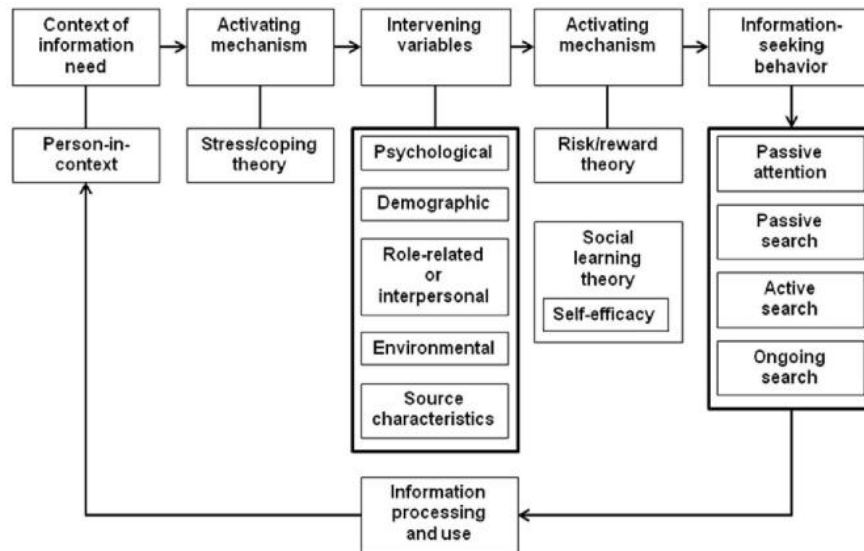 Context of
information
need
Activating
mechanism
Intervening
variables
Activating
mechanism
Information-
seeking
behavior
Person-in-
context
Stress/coping
theory
Psychological
Demographic
Role-related
or
interpersonal
Environmental
Source
characteristics
Risk/reward
theory
Social
learning
theory
Self-efficacy
Passive
attention
Passive
search
Active
search
Ongoing
search
Information
processing
and use